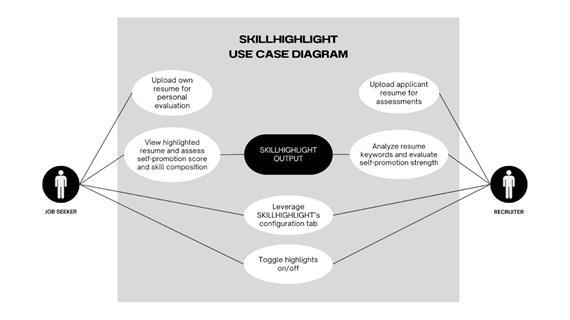 SKILLHIGHLIGHT
USE CASE DIAGRAM
Upload own
resume for
personal
evaluation
Upload applicant
resume for
assessments
View highlighted
resume and assess
self-promotion score
and skill composition
SKILLHIGHLIGHT
OUTPUT
Analyze resume
keywords and evaluate
self-promotion strength
JOB SEEKER
RECRUITER
Leverage
SKILLHIGHLIGHT's
configuration tab
Toggle highlights
on/off